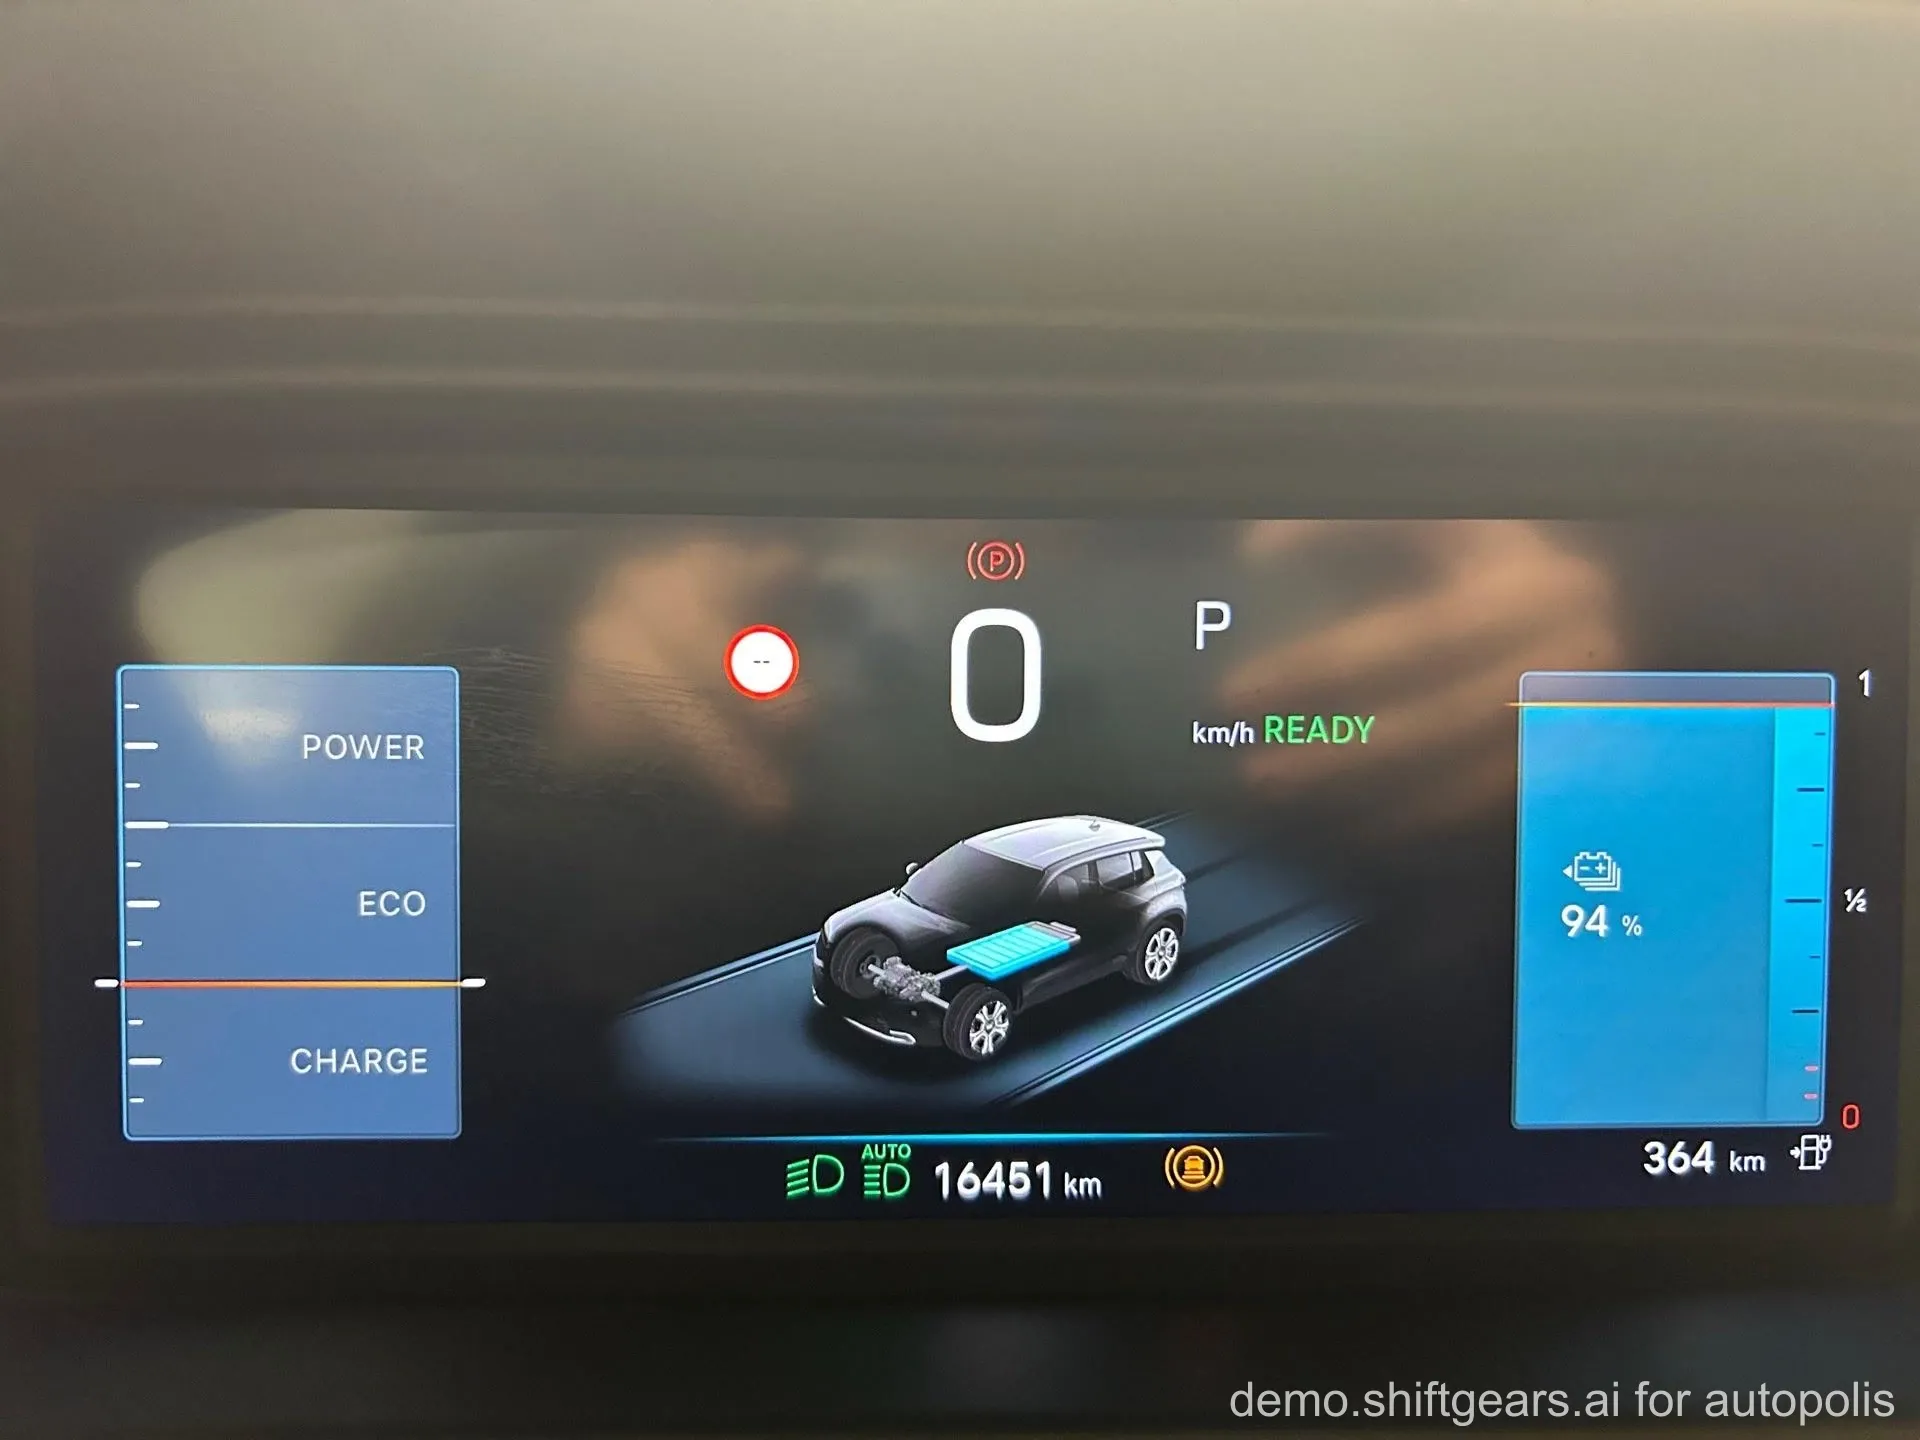 P
0
P
--
km/h READY
POWER
ECO
CHARGE
1
½
94 %
0
364 km
AUTO
16451 km
demo.shiftgears.ai for autopolis